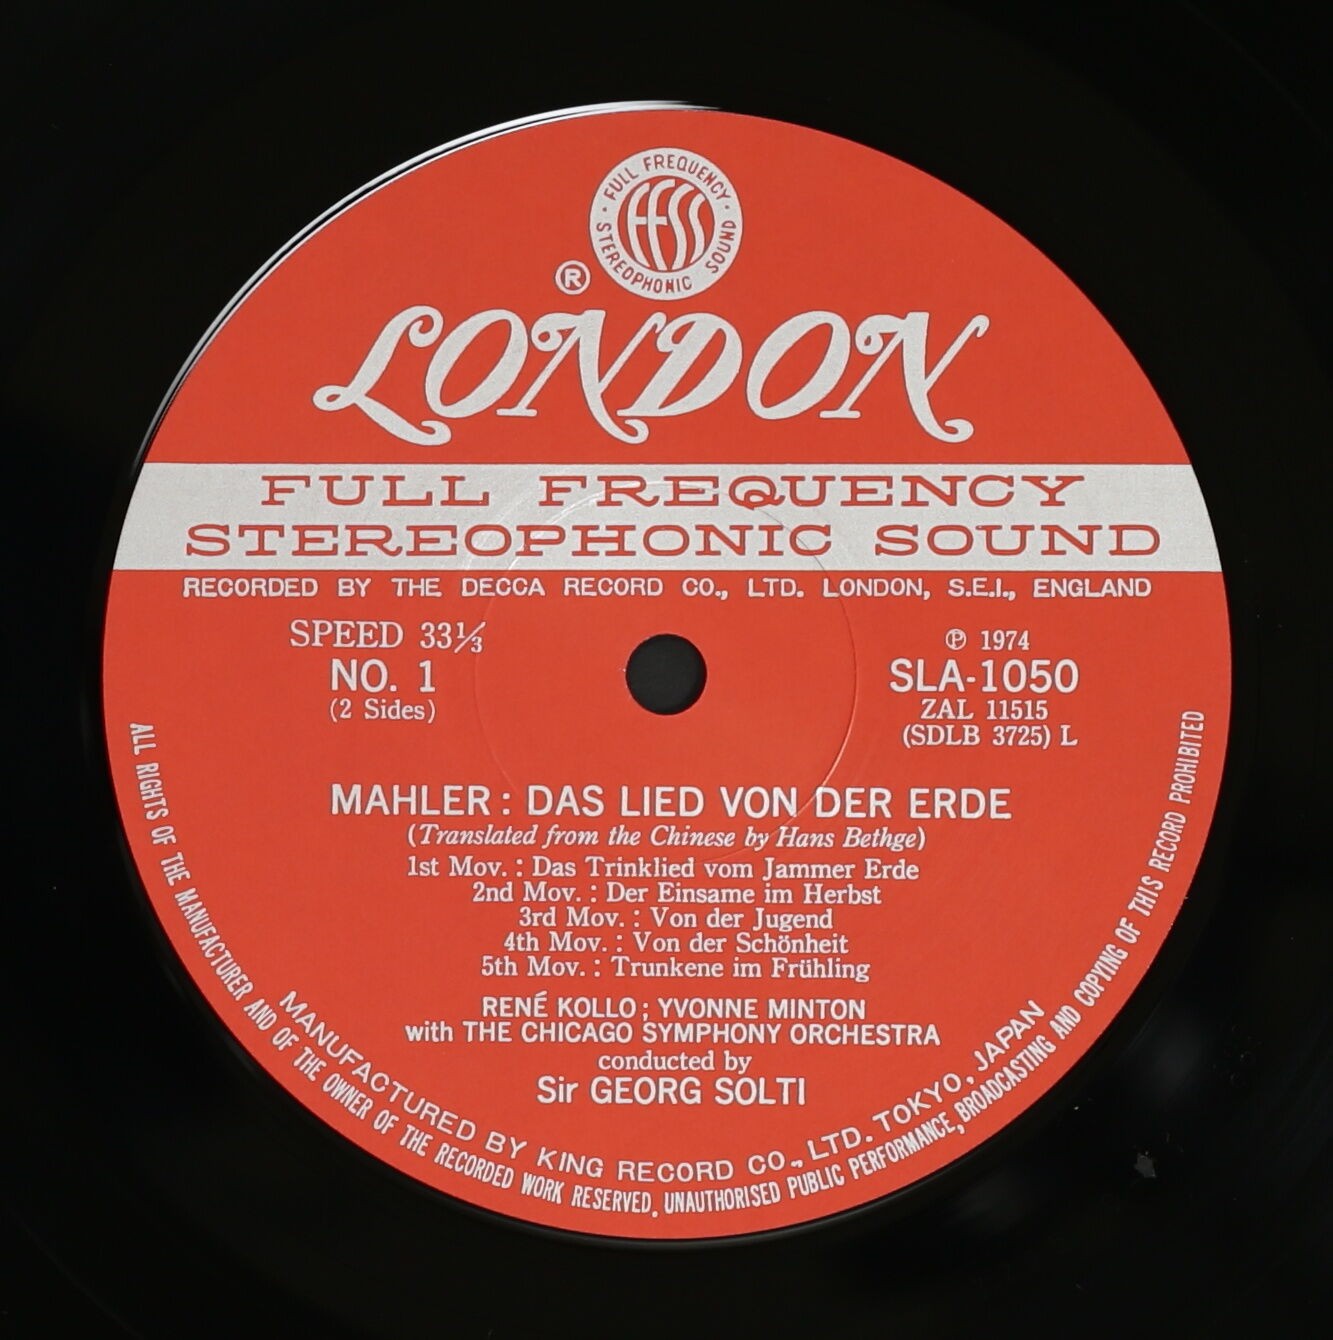 FULL FREQUENCY
FFSS
STEREOPHONIC SOUND
®
LONDON
FULL FREQUENCY
STEREOPHONIC SOUND
RECORDED BY THE DECCA RECORD CO., LTD. LONDON, S.E.I., ENGLAND
SPEED 33⅓
NO. 1
(2 Sides)
℗ 1974
SLA-1050
ZAL 11515
(SDLB 3725) L
MAHLER : DAS LIED VON DER ERDE
(Translated from the Chinese by Hans Bethge)
1st Mov. : Das Trinklied vom Jammer Erde
2nd Mov. : Der Einsame im Herbst
3rd Mov. : Von der Jugend
4th Mov. : Von der Schönheit
5th Mov. : Trunkene im Frühling
RENÉ KOLLO ; YVONNE MINTON
with THE CHICAGO SYMPHONY ORCHESTRA
conducted by
Sir GEORG SOLTI
MANUFACTURED BY KING RECORD CO., LTD. TOKYO, JAPAN
ALL RIGHTS OF THE MANUFACTURER AND OF THE OWNER OF THE RECORDED WORK RESERVED. UNAUTHORISED PUBLIC PERFORMANCE, BROADCASTING AND COPYING OF THIS RECORD PROHIBITED